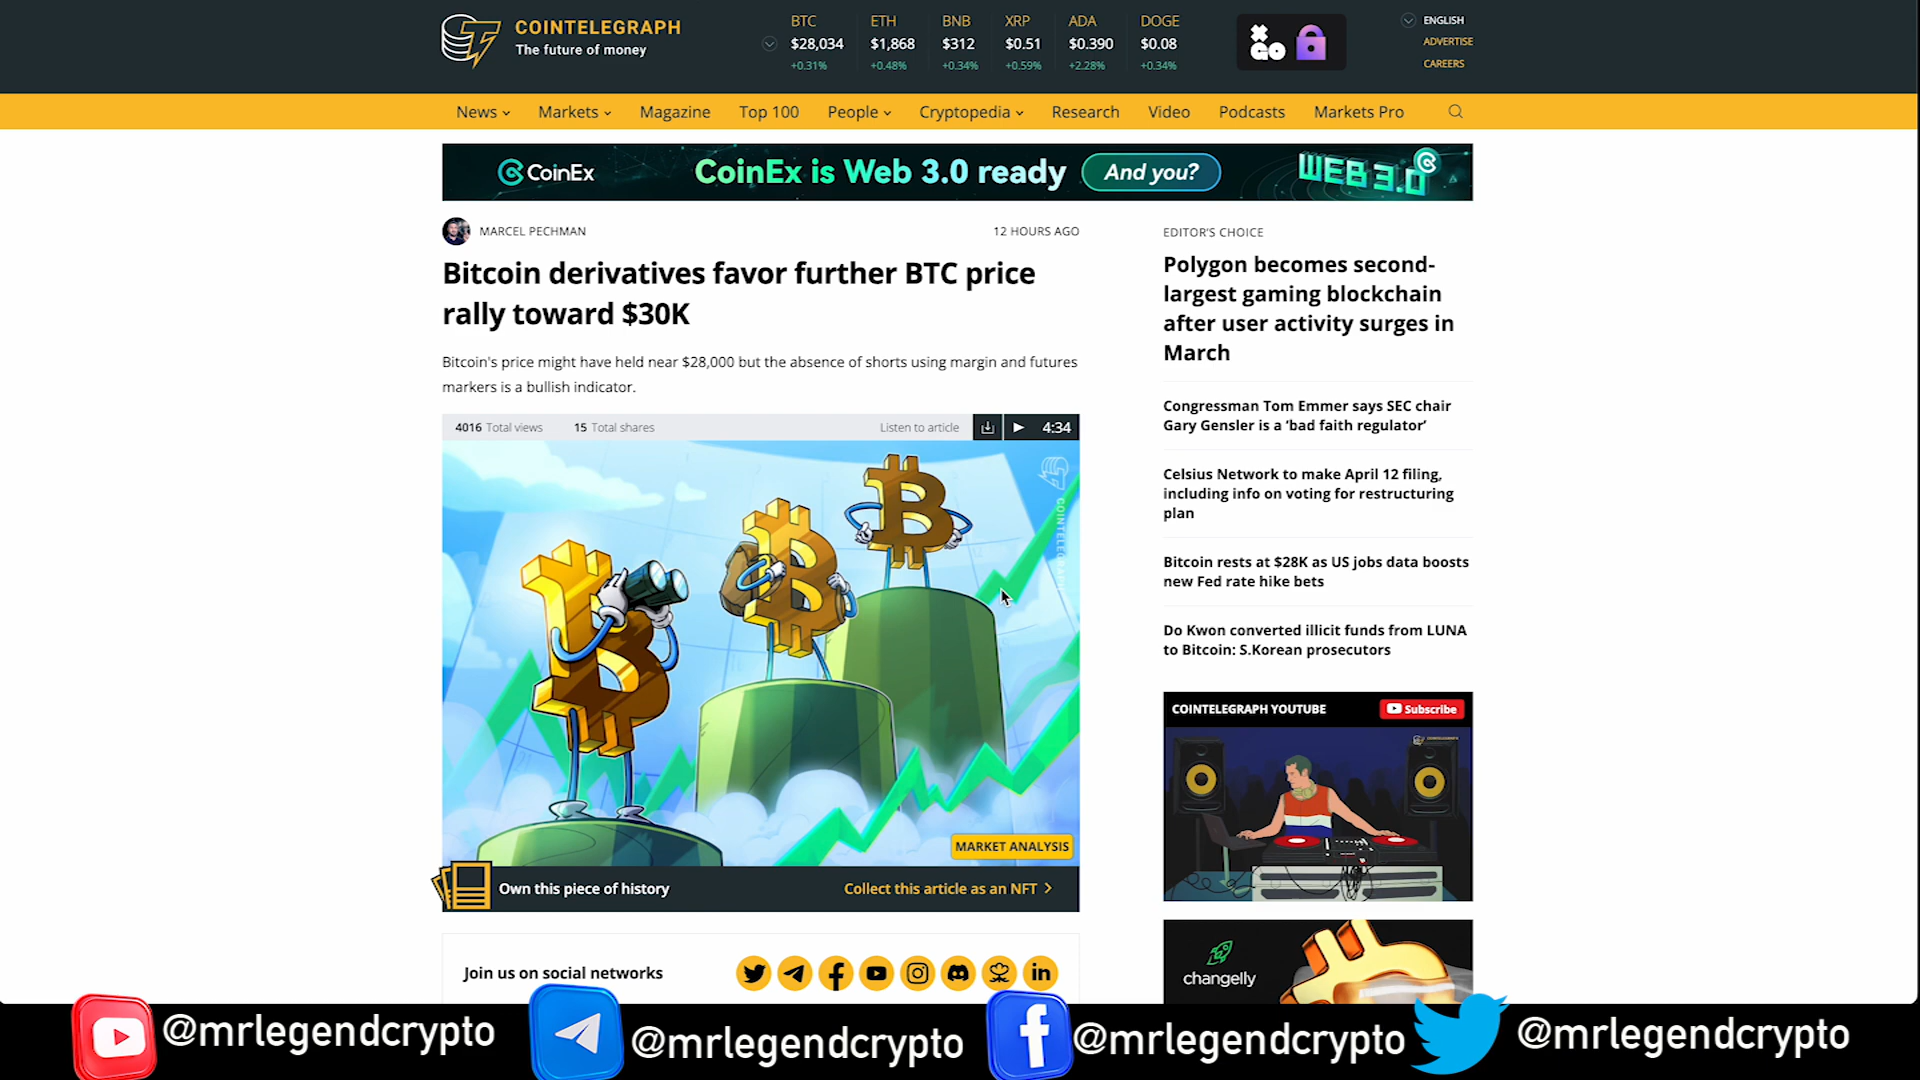 COINTELEGRAPH
The future of money
BTC ETH BNB XRP ADA DOGE
$28,034 $1,868 $312 $0.51 $0.390 $0.08
+0.31% +0.48% +0.34% +0.59% +2.28% +0.34%
XGO
ENGLISH
ADVERTISE
CAREERS
News Markets Magazine Top 100 People Cryptopedia Research Video Podcasts Markets Pro
CoinEx CoinEx is Web 3.0 ready And you? WEB3.0
MARCEL PECHMAN 12 HOURS AGO
Bitcoin derivatives favor further BTC price
rally toward $30K
Bitcoin's price might have held near $28,000 but the absence of shorts using margin and futures
markers is a bullish indicator.
4016 Total views 15 Total shares Listen to article 4:34
COINTELEGRAPH
MARKET ANALYSIS
Own this piece of history Collect this article as an NFT
Join us on social networks
EDITOR'S CHOICE
Polygon becomes second-
largest gaming blockchain
after user activity surges in
March
Congressman Tom Emmer says SEC chair
Gary Gensler is a ‘bad faith regulator’
Celsius Network to make April 12 filing,
including info on voting for restructuring
plan
Bitcoin rests at $28K as US jobs data boosts
new Fed rate hike bets
Do Kwon converted illicit funds from LUNA
to Bitcoin: S.Korean prosecutors
COINTELEGRAPH YOUTUBE Subscribe
changelly
@mrlegendcrypto @mrlegendcrypto @mrlegendcrypto @mrlegendcrypto